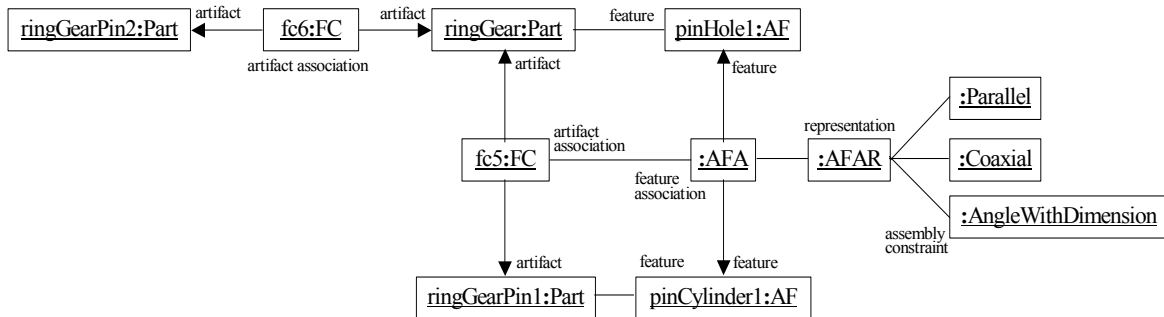 artifact
artifact
feature
ringGearPin2:Part
fc6:FC
ringGear:Part
pinHole1:AF
artifact association
artifact
feature
:Parallel
representation
artifact
association
fc5:FC
:AFA
:AFAR
:Coaxial
feature
association
:AngleWithDimension
assembly
constraint
artifact
feature
feature
ringGearPin1:Part
pinCylinder1:AF